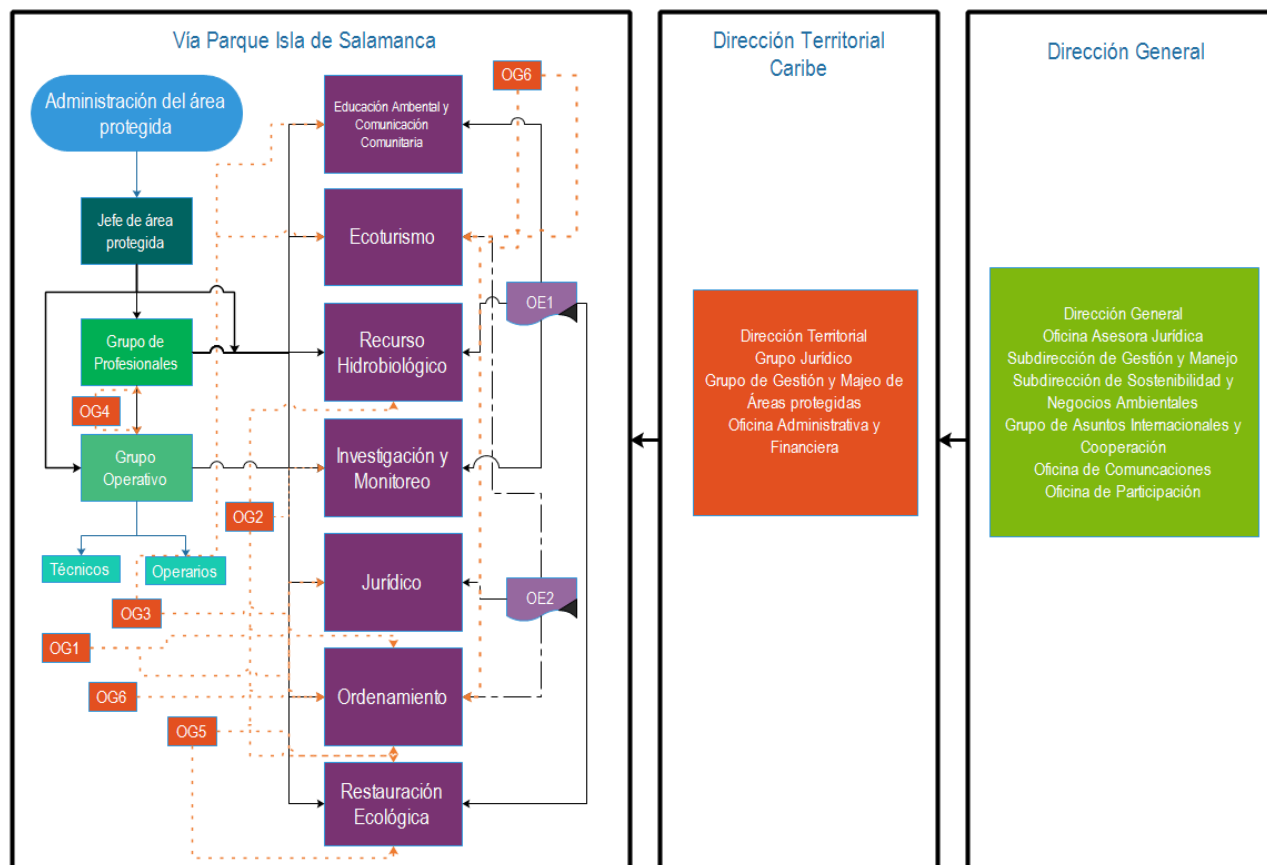 Vía Parque Isla de Salamanca
OG6
Administración del área
protegida
Educación Ambental y
Comunicación
Comunitaria
Jefe de área
protegida
Ecoturismo
OE1
Grupo de
Profesionales
Recurso
Hidrobiológico
OG4
Grupo
Operativo
Investigación y
Monitoreo
OG2
Técnicos
Operarios
Jurídico
OE2
OG3
OG1
OG6
Ordenamiento
OG5
Restauración
Ecológica
Dirección Territorial
Caribe
Dirección Territorial
Grupo Jurídico
Grupo de Gestión y Majeo de
Áreas protegidas
Oficina Administrativa y
Financiera
Dirección General
Dirección General
Oficina Asesora Jurídica
Subdirección de Gestión y Manejo
Subdirección de Sostenibilidad y
Negocios Ambientales
Grupo de Asuntos Internacionales y
Cooperación
Oficina de Comuncaciones
Oficina de Participación